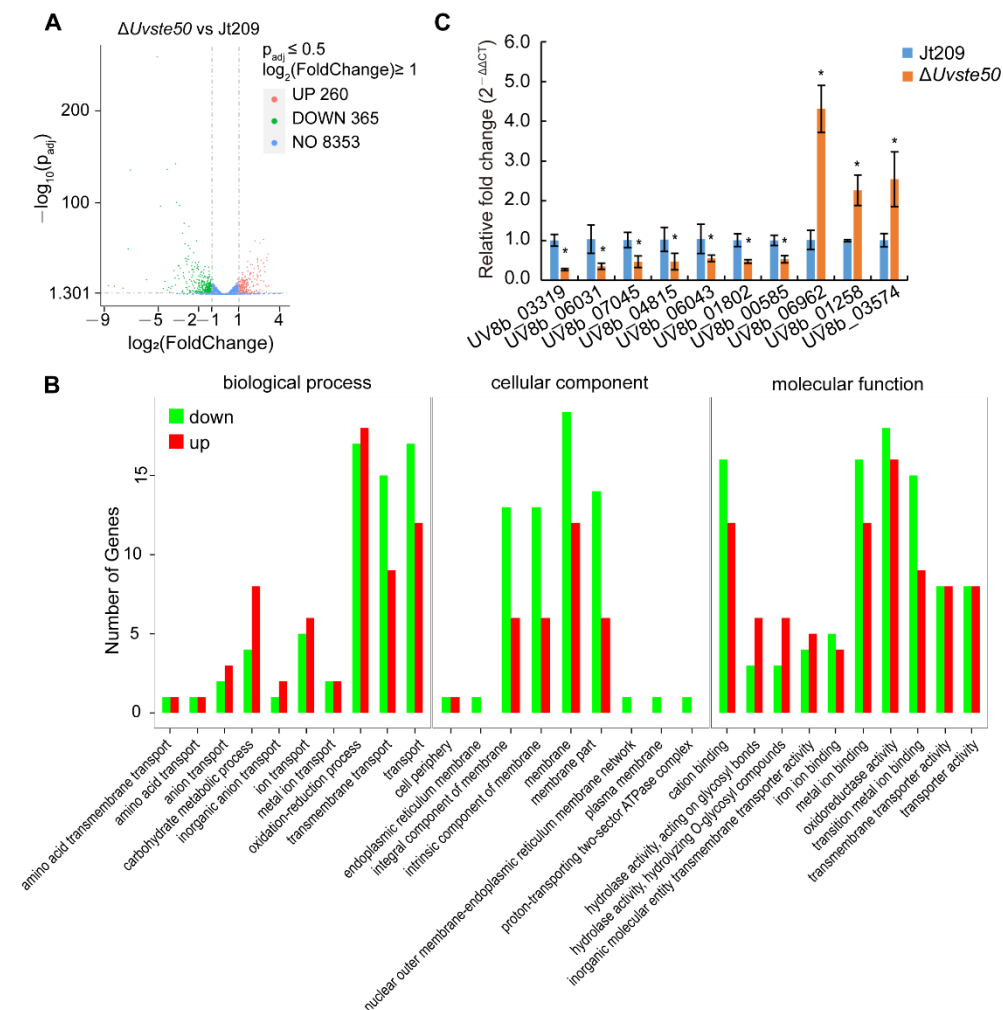 A
ΔUvste50 vs Jt209
p_adj ≤ 0.5
log₂(FoldChange)≥ 1
UP 260
DOWN 365
NO 8353
−log₁₀(p_adj)
200
100
1.301
−9
−5
−2
−1
1
4
log₂(FoldChange)
C
Relative fold change (2^−ΔΔCT)
6.0
5.0
4.0
3.0
2.0
1.0
0.0
Jt209
ΔUvste50
* * * * * * * * * *
UV8b_03319
UV8b_06031
UV8b_07045
UV8b_04815
UV8b_06043
UV8b_01802
UV8b_00585
UV8b_06962
UV8b_01258
UV8b_03574
B
biological process
cellular component
molecular function
down
up
Number of Genes
15
10
5
0
amino acid transmembrane transport
amino acid transport
anion transport
carbohydrate metabolic process
inorganic anion transport
ion transport
metal ion transport
oxidation-reduction process
transmembrane transport
transport
cell periphery
endoplasmic reticulum membrane
integral component of membrane
intrinsic component of membrane
membrane
membrane part
nuclear outer membrane-endoplasmic reticulum membrane network
plasma membrane
proton-transporting two-sector ATPase complex
cation binding
hydrolase activity, acting on glycosyl bonds
hydrolase activity, hydrolyzing O-glycosyl compounds
inorganic molecular entity transmembrane transporter activity
iron ion binding
metal ion binding
oxidoreductase activity
transition metal ion binding
transmembrane transporter activity
transporter activity